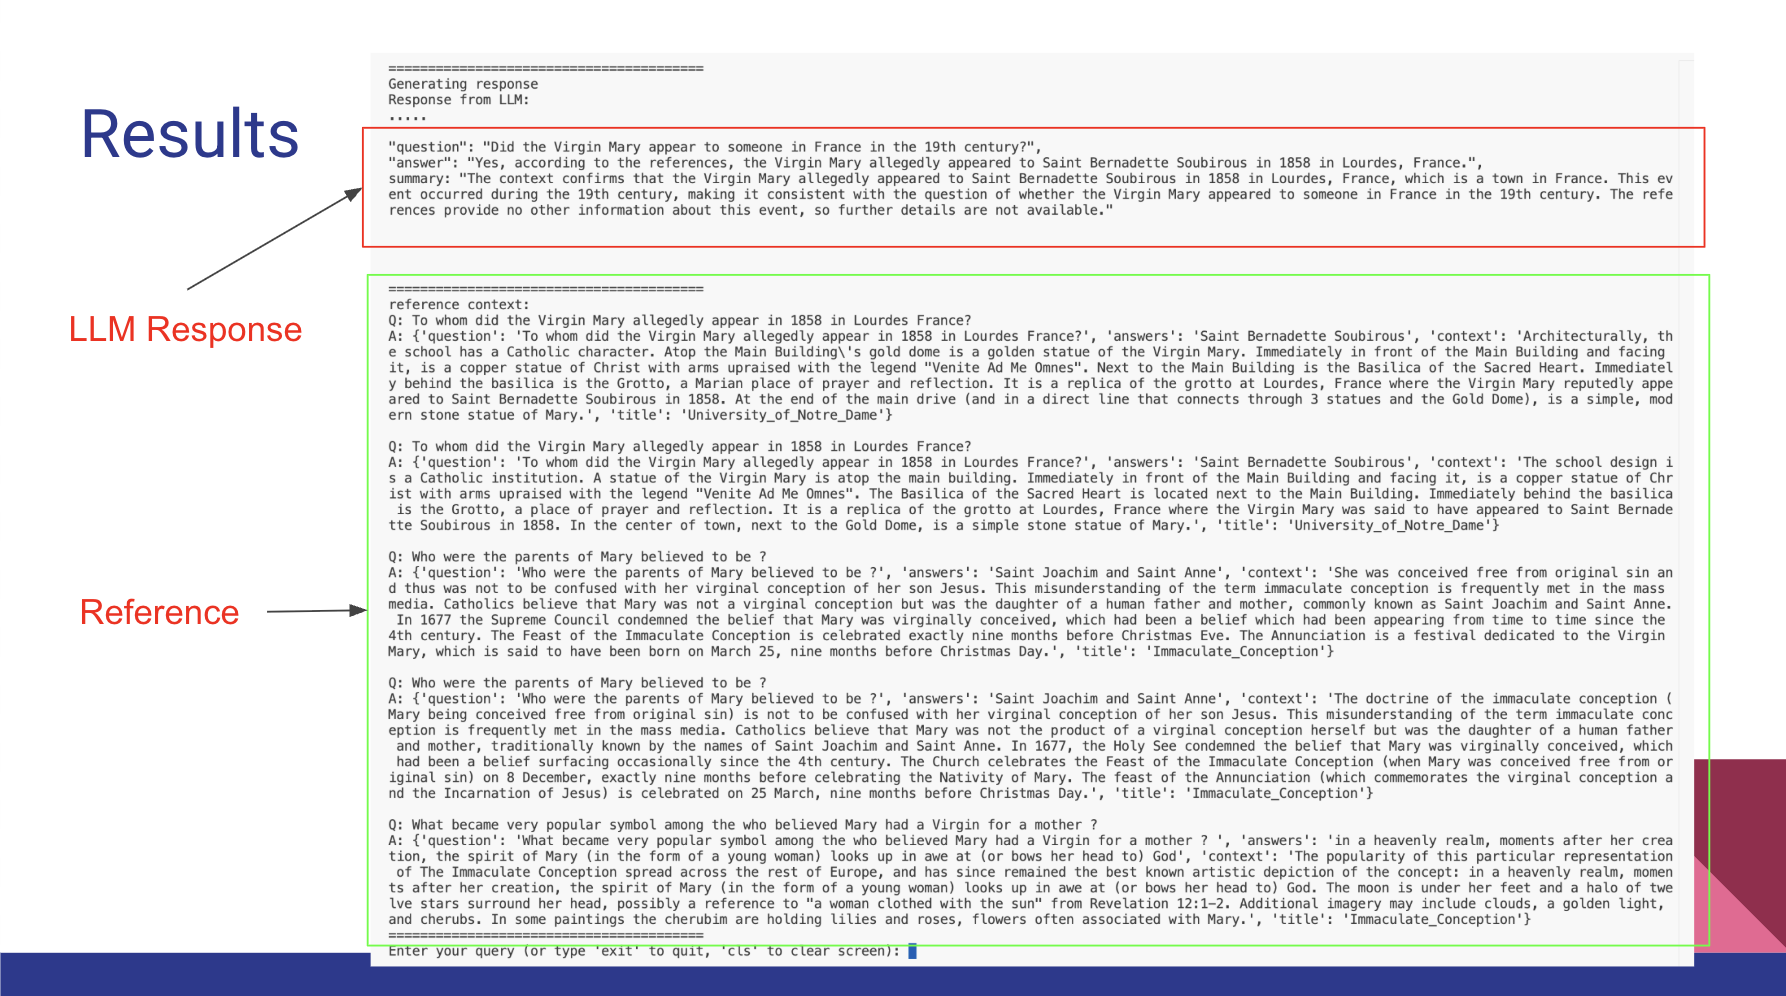 Results
LLM Response
Reference
========================================
Generating response
Response from LLM:
.....
"question": "Did the Virgin Mary appear to someone in France in the 19th century?",
"answer": "Yes, according to the references, the Virgin Mary allegedly appeared to Saint Bernadette Soubirous in 1858 in Lourdes, France.",
summary: "The context confirms that the Virgin Mary allegedly appeared to Saint Bernadette Soubirous in 1858 in Lourdes, France, which is a town in France. This ev
ent occurred during the 19th century, making it consistent with the question of whether the Virgin Mary appeared to someone in France in the 19th century. The refe
rences provide no other information about this event, so further details are not available."
========================================
reference context:
Q: To whom did the Virgin Mary allegedly appear in 1858 in Lourdes France?
A: {'question': 'To whom did the Virgin Mary allegedly appear in 1858 in Lourdes France?', 'answers': 'Saint Bernadette Soubirous', 'context': 'Architecturally, th
e school has a Catholic character. Atop the Main Building\'s gold dome is a golden statue of the Virgin Mary. Immediately in front of the Main Building and facing
it, is a copper statue of Christ with arms upraised with the legend "Venite Ad Me Omnes". Next to the Main Building is the Basilica of the Sacred Heart. Immediatel
y behind the basilica is the Grotto, a Marian place of prayer and reflection. It is a replica of the grotto at Lourdes, France where the Virgin Mary reputedly appe
ared to Saint Bernadette Soubirous in 1858. At the end of the main drive (and in a direct line that connects through 3 statues and the Gold Dome), is a simple, mod
ern stone statue of Mary.', 'title': 'University_of_Notre_Dame'}
Q: To whom did the Virgin Mary allegedly appear in 1858 in Lourdes France?
A: {'question': 'To whom did the Virgin Mary allegedly appear in 1858 in Lourdes France?', 'answers': 'Saint Bernadette Soubirous', 'context': 'The school design i
s a Catholic institution. A statue of the Virgin Mary is atop the main building. Immediately in front of the Main Building and facing it, is a copper statue of Chr
ist with arms upraised with the legend "Venite Ad Me Omnes". The Basilica of the Sacred Heart is located next to the Main Building. Immediately behind the basilica
is the Grotto, a place of prayer and reflection. It is a replica of the grotto at Lourdes, France where the Virgin Mary was said to have appeared to Saint Bernade
tte Soubirous in 1858. In the center of town, next to the Gold Dome, is a simple stone statue of Mary.', 'title': 'University_of_Notre_Dame'}
Q: Who were the parents of Mary believed to be ?
A: {'question': 'Who were the parents of Mary believed to be ?', 'answers': 'Saint Joachim and Saint Anne', 'context': 'She was conceived free from original sin an
d thus was not to be confused with her virginal conception of her son Jesus. This misunderstanding of the term immaculate conception is frequently met in the mass
media. Catholics believe that Mary was not a virginal conception but was the daughter of a human father and mother, commonly known as Saint Joachim and Saint Anne.
In 1677 the Supreme Council condemned the belief that Mary was virginally conceived, which had been a belief which had been appearing from time to time since the
4th century. The Feast of the Immaculate Conception is celebrated exactly nine months before Christmas Eve. The Annunciation is a festival dedicated to the Virgin
Mary, which is said to have been born on March 25, nine months before Christmas Day.', 'title': 'Immaculate_Conception'}
Q: Who were the parents of Mary believed to be ?
A: {'question': 'Who were the parents of Mary believed to be ?', 'answers': 'Saint Joachim and Saint Anne', 'context': 'The doctrine of the immaculate conception (
Mary being conceived free from original sin) is not to be confused with her virginal conception of her son Jesus. This misunderstanding of the term immaculate conc
eption is frequently met in the mass media. Catholics believe that Mary was not the product of a virginal conception herself but was the daughter of a human father
and mother, traditionally known by the names of Saint Joachim and Saint Anne. In 1677, the Holy See condemned the belief that Mary was virginally conceived, which
had been a belief surfacing occasionally since the 4th century. The Church celebrates the Feast of the Immaculate Conception (when Mary was conceived free from or
iginal sin) on 8 December, exactly nine months before celebrating the Nativity of Mary. The feast of the Annunciation (which commemorates the virginal conception a
nd the Incarnation of Jesus) is celebrated on 25 March, nine months before Christmas Day.', 'title': 'Immaculate_Conception'}
Q: What became very popular symbol among the who believed Mary had a Virgin for a mother ?
A: {'question': 'What became very popular symbol among the who believed Mary had a Virgin for a mother ? ', 'answers': 'in a heavenly realm, moments after her crea
tion, the spirit of Mary (in the form of a young woman) looks up in awe at (or bows her head to) God', 'context': 'The popularity of this particular representation
of The Immaculate Conception spread across the rest of Europe, and has since remained the best known artistic depiction of the concept: in a heavenly realm, momen
ts after her creation, the spirit of Mary (in the form of a young woman) looks up in awe at (or bows her head to) God. The moon is under her feet and a halo of twe
lve stars surround her head, possibly a reference to "a woman clothed with the sun" from Revelation 12:1–2. Additional imagery may include clouds, a golden light,
and cherubs. In some paintings the cherubim are holding lilies and roses, flowers often associated with Mary.', 'title': 'Immaculate_Conception'}
========================================
Enter your query (or type 'exit' to quit, 'cls' to clear screen):